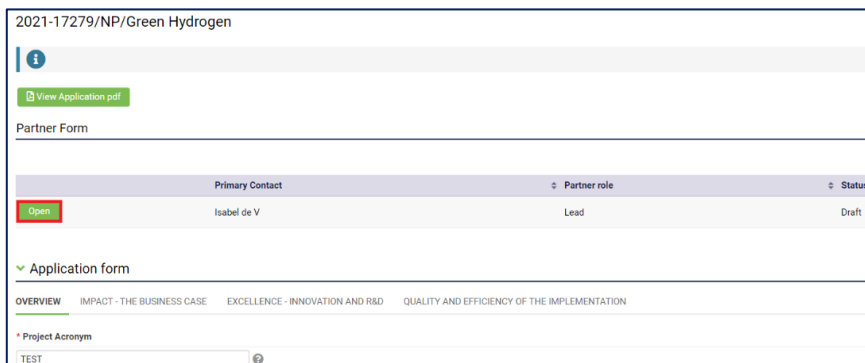 2021-17279/NP/Green Hydrogen
View Application pdf
Partner Form
Primary Contact Partner role Status
Open Isabel de V Lead Draft
Application form
OVERVIEW IMPACT - THE BUSINESS CASE EXCELLENCE - INNOVATION AND R&D QUALITY AND EFFICIENCY OF THE IMPLEMENTATION
* Project Acronym
TEST